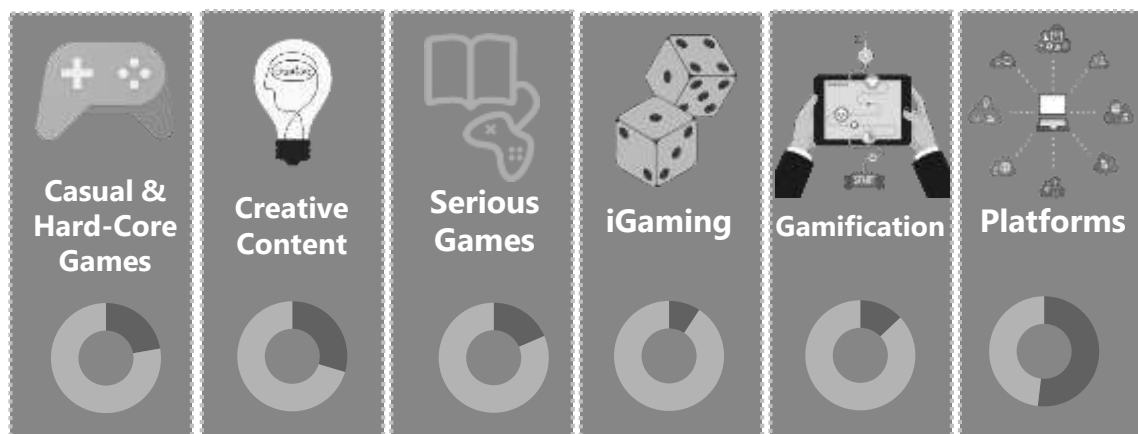 Casual &
Hard-Core
Games
Creative
Content
Serious
Games
iGaming
Gamification
Platforms